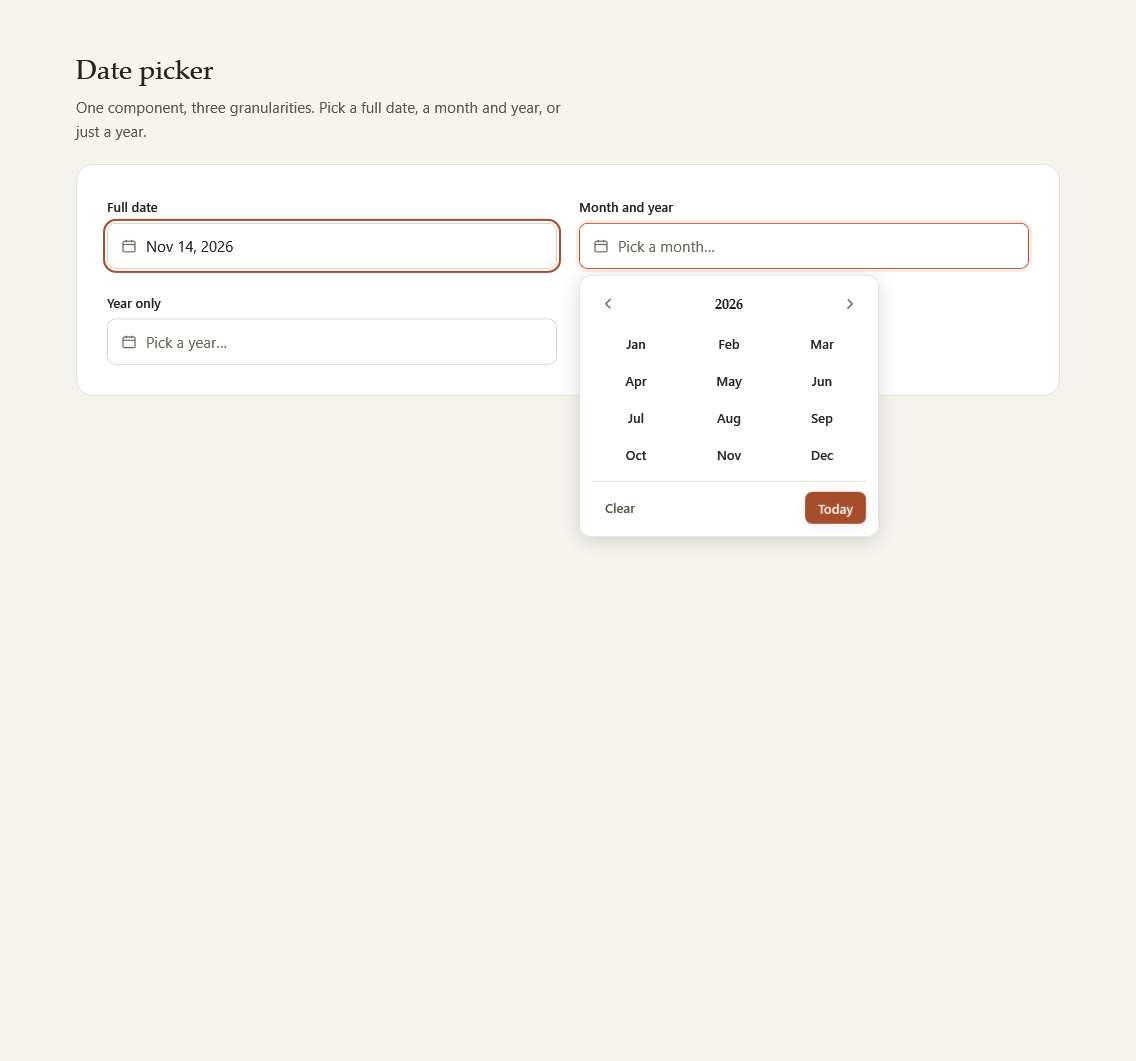 Date picker
One component, three granularities. Pick a full date, a month and year, or
just a year.
Full date
Nov 14, 2026
Month and year
Pick a month...
Year only
Pick a year...
2026
Jan Feb Mar
Apr May Jun
Jul Aug Sep
Oct Nov Dec
Clear Today